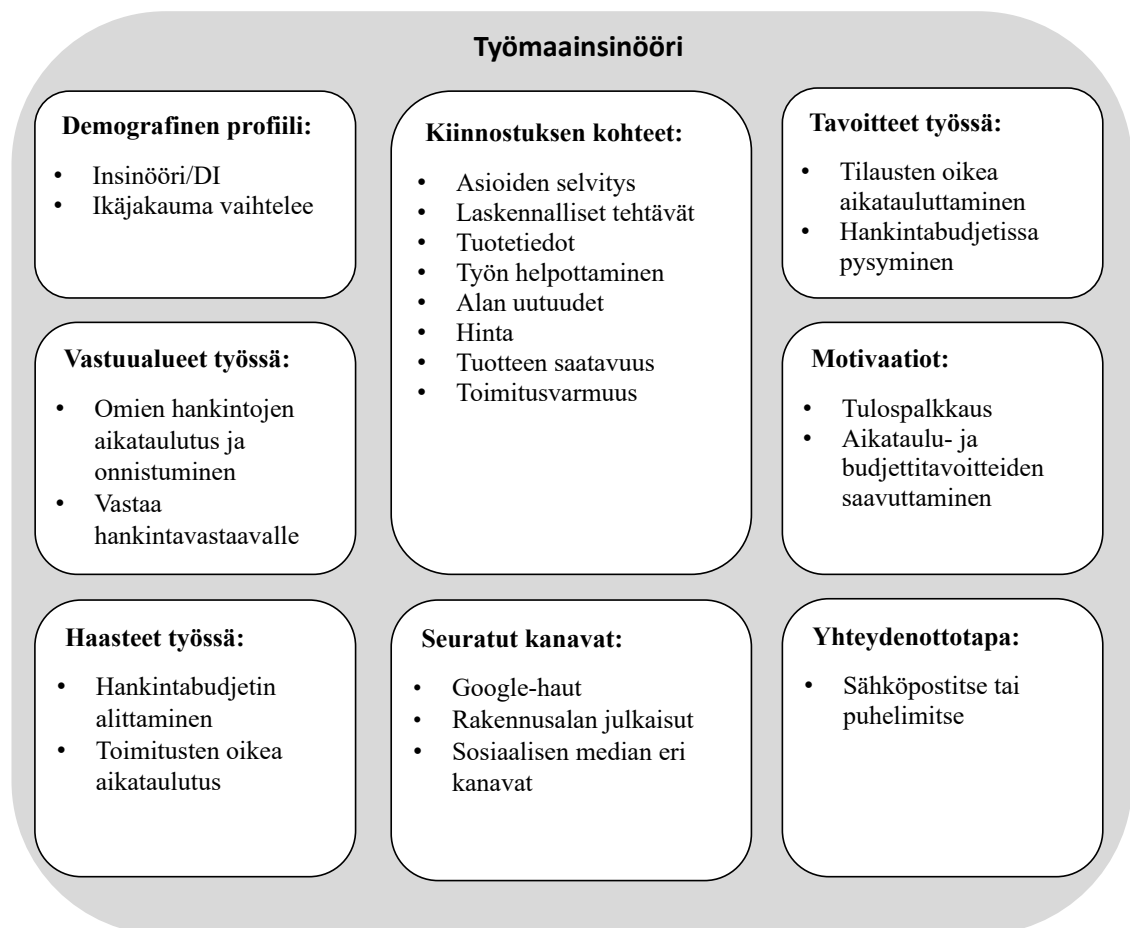 Työmaainsinööri
Demografinen profiili:
• Insinööri/DI
• Ikäjakauma vaihtelee
Kiinnostuksen kohteet:
• Asioiden selvitys
• Laskennalliset tehtävät
• Tuotetiedot
• Työn helpottaminen
• Alan uutuudet
• Hinta
• Tuotteen saatavuus
• Toimitusvarmuus
Tavoitteet työssä:
• Tilausten oikea
aikatauluttaminen
• Hankintabudjetissa
pysyminen
Vastuualueet työssä:
• Omien hankintojen
aikataulutus ja
onnistuminen
• Vastaa
hankintavastaavalle
Motivaatiot:
• Tulospalkkaus
• Aikataulu- ja
budjettitavoitteiden
saavuttaminen
Haasteet työssä:
• Hankintabudjetin
alittaminen
• Toimitusten oikea
aikataulutus
Seuratut kanavat:
• Google-haut
• Rakennusalan julkaisut
• Sosiaalisen median eri
kanavat
Yhteydenottotapa:
• Sähköpostitse tai
puhelimitse